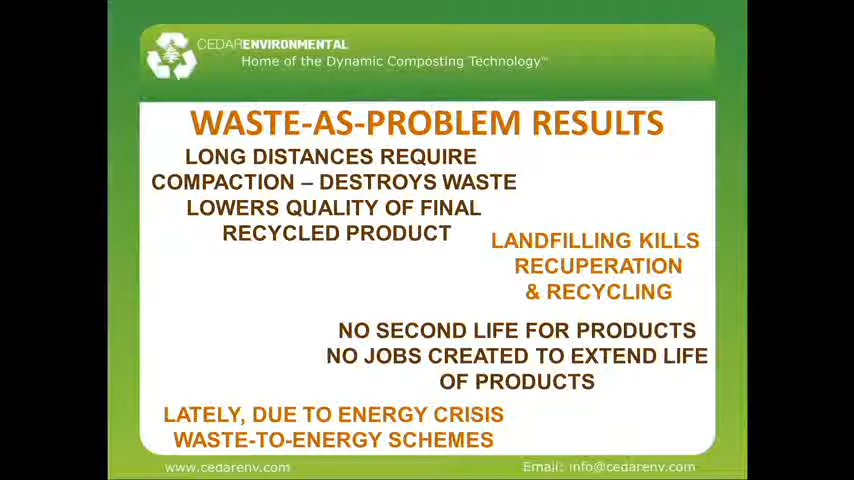 CEDARENVIRONMENTAL
Home of the Dynamic Composting Technology™
WASTE-AS-PROBLEM RESULTS
LONG DISTANCES REQUIRE
COMPACTION – DESTROYS WASTE
LOWERS QUALITY OF FINAL
RECYCLED PRODUCT
LANDFILLING KILLS
RECUPERATION
& RECYCLING
NO SECOND LIFE FOR PRODUCTS
NO JOBS CREATED TO EXTEND LIFE
OF PRODUCTS
LATELY, DUE TO ENERGY CRISIS
WASTE-TO-ENERGY SCHEMES
www.cedarenv.com
Email: info@cedarenv.com